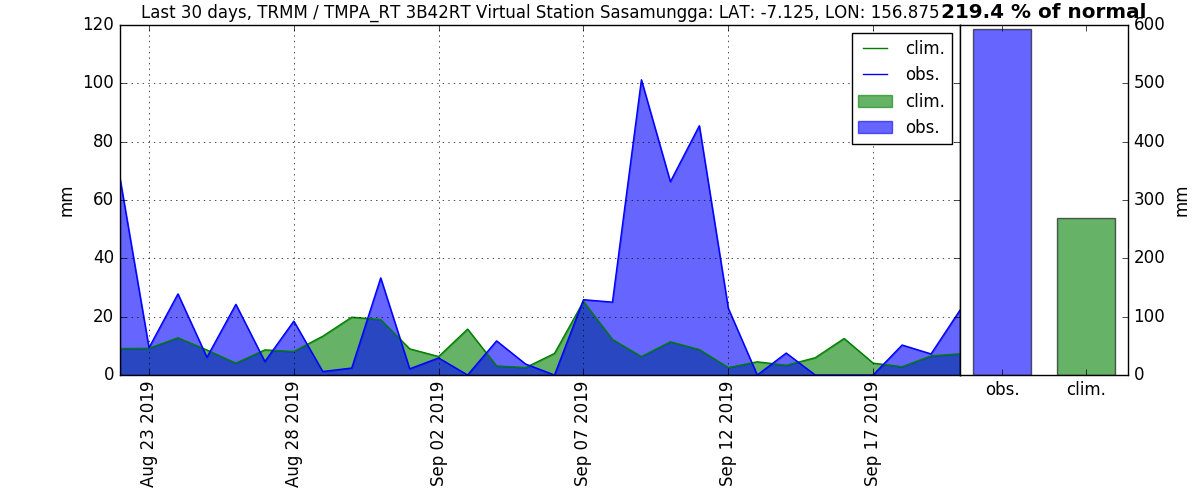 Last 30 days, TRMM / TMPA_RT 3B42RT Virtual Station Sasamungga: LAT: -7.125, LON: 156.875
219.4 % of normal
120
100
80
60
40
20
0
mm
clim.
obs.
clim.
obs.
600
500
400
300
200
100
0
mm
obs.
clim.
Aug 23 2019
Aug 28 2019
Sep 02 2019
Sep 07 2019
Sep 12 2019
Sep 17 2019